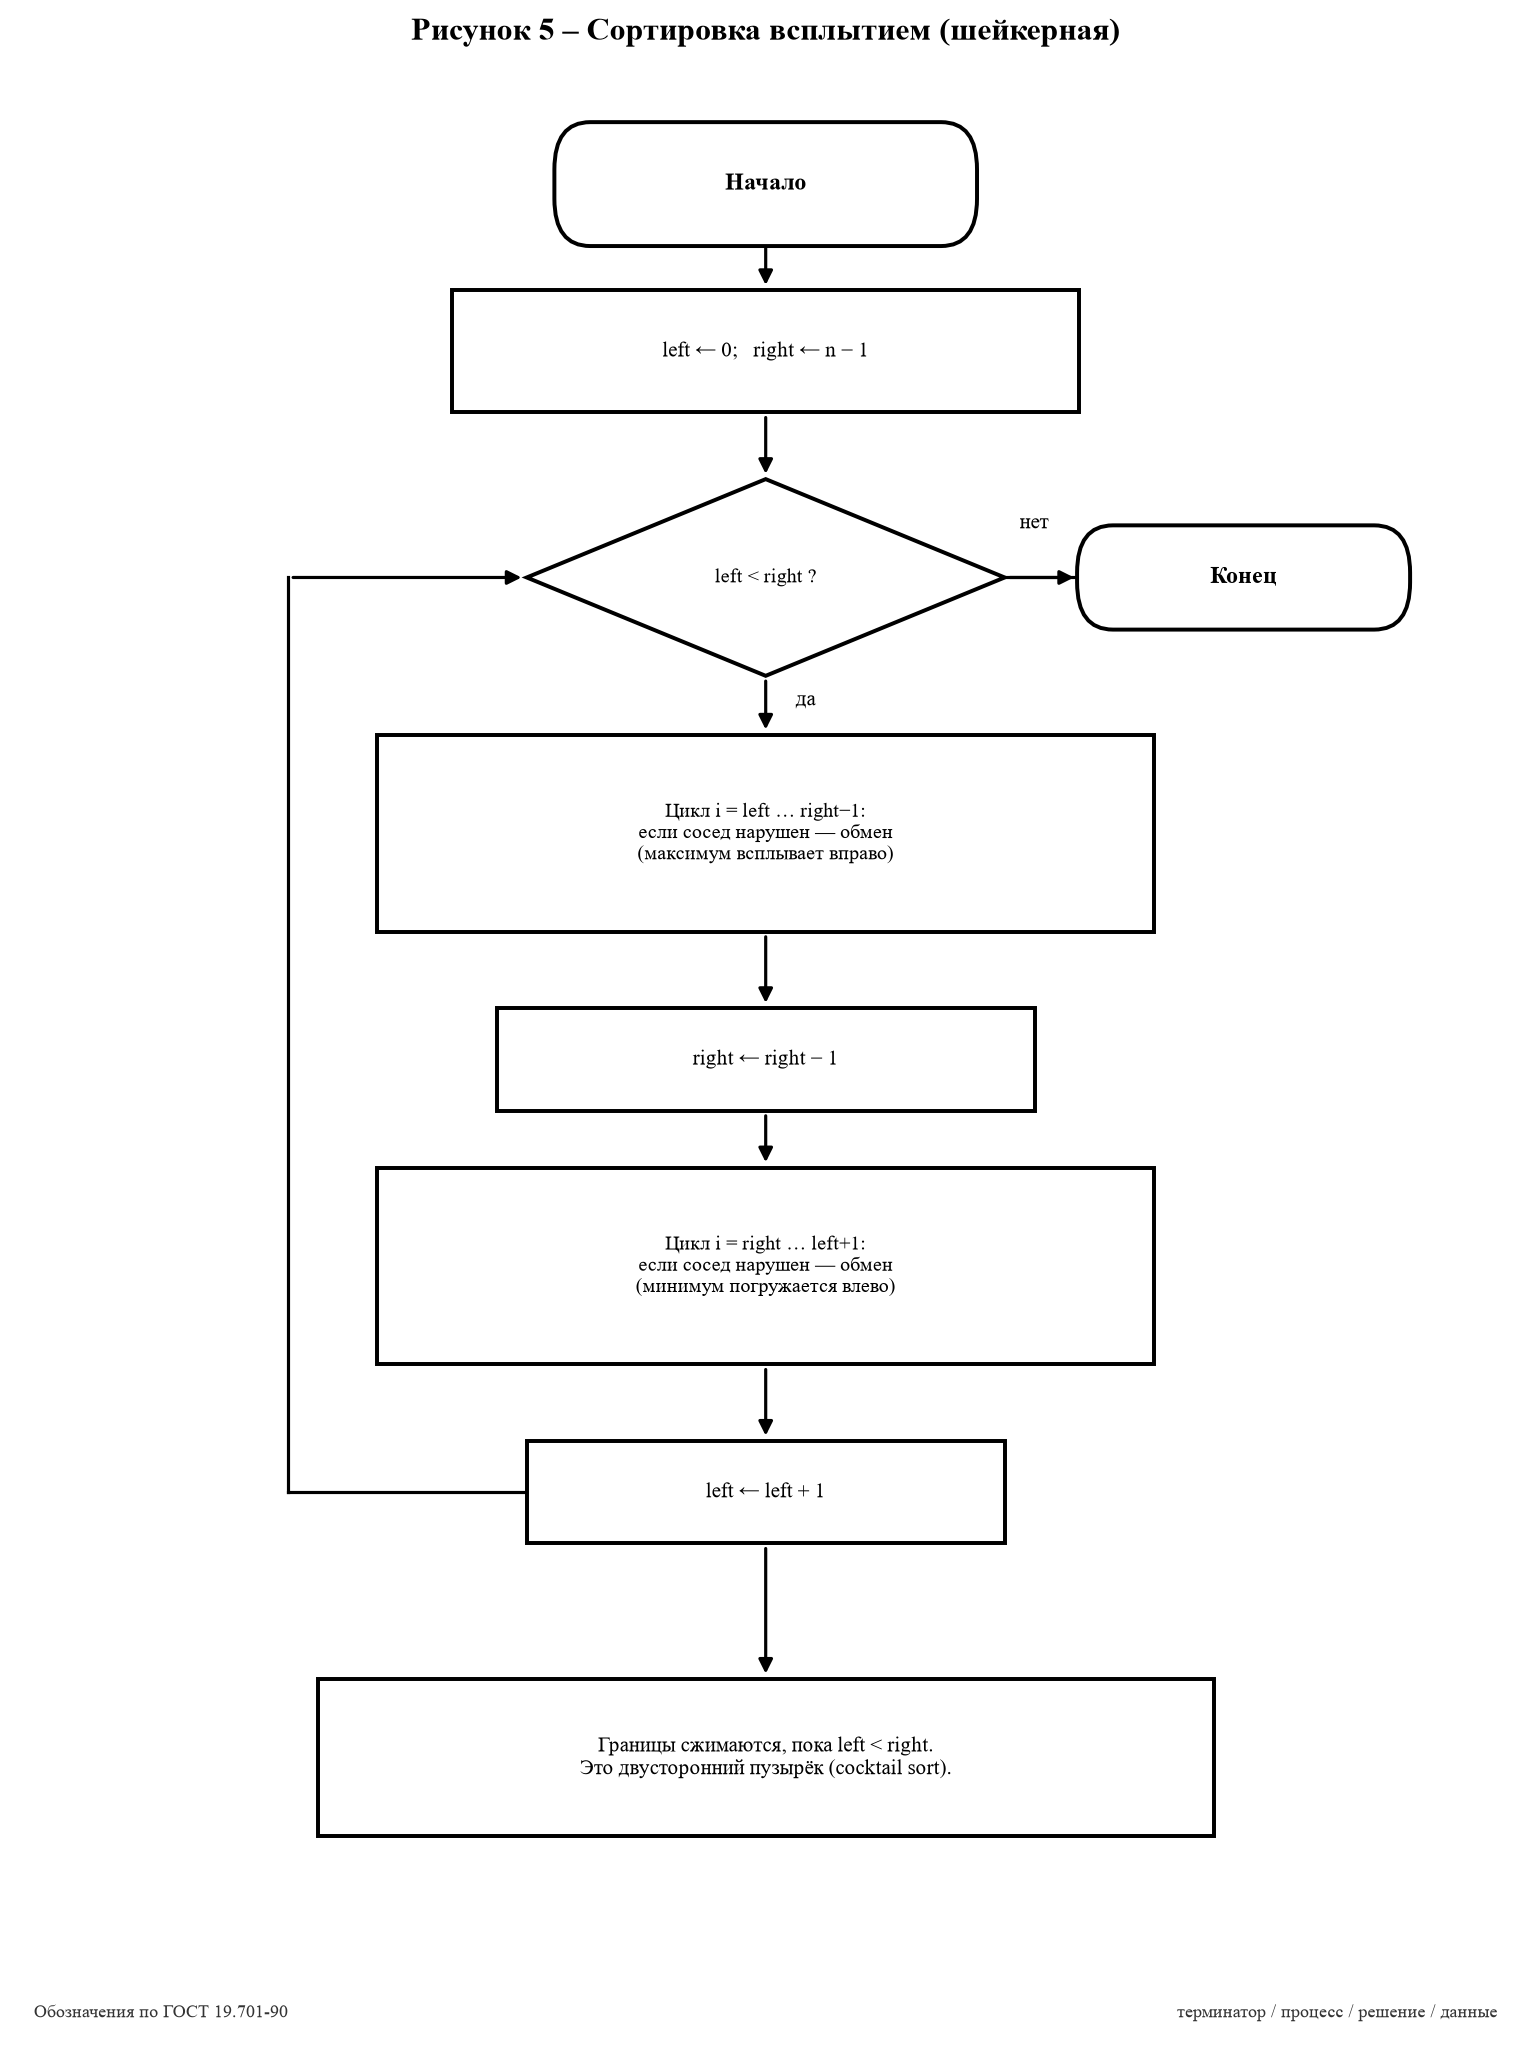 Рисунок 5 – Сортировка всплытием (шейкерная)
Начало
left ← 0;   right ← n − 1
left < right ?
нет
Конец
да
Цикл i = left … right−1:
если сосед нарушен — обмен
(максимум всплывает вправо)
right ← right − 1
Цикл i = right … left+1:
если сосед нарушен — обмен
(минимум погружается влево)
left ← left + 1
Границы сжимаются, пока left < right.
Это двусторонний пузырёк (cocktail sort).
Обозначения по ГОСТ 19.701-90
терминатор / процесс / решение / данные